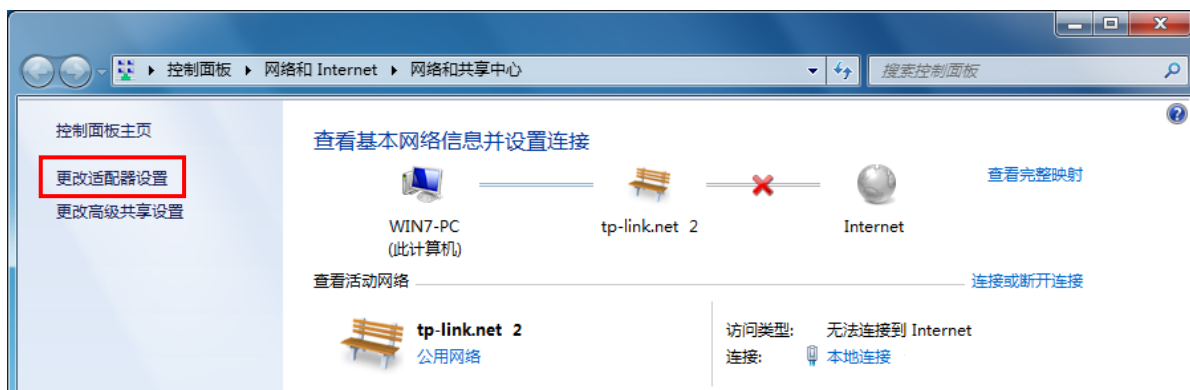 控制面板 ▸ 网络和 Internet ▸ 网络和共享中心
搜索控制面板
控制面板主页
更改适配器设置
更改高级共享设置
查看基本网络信息并设置连接
查看完整映射
WIN7-PC
(此计算机)
tp-link.net 2
Internet
查看活动网络
连接或断开连接
tp-link.net 2
公用网络
访问类型: 无法连接到 Internet
连接: 本地连接